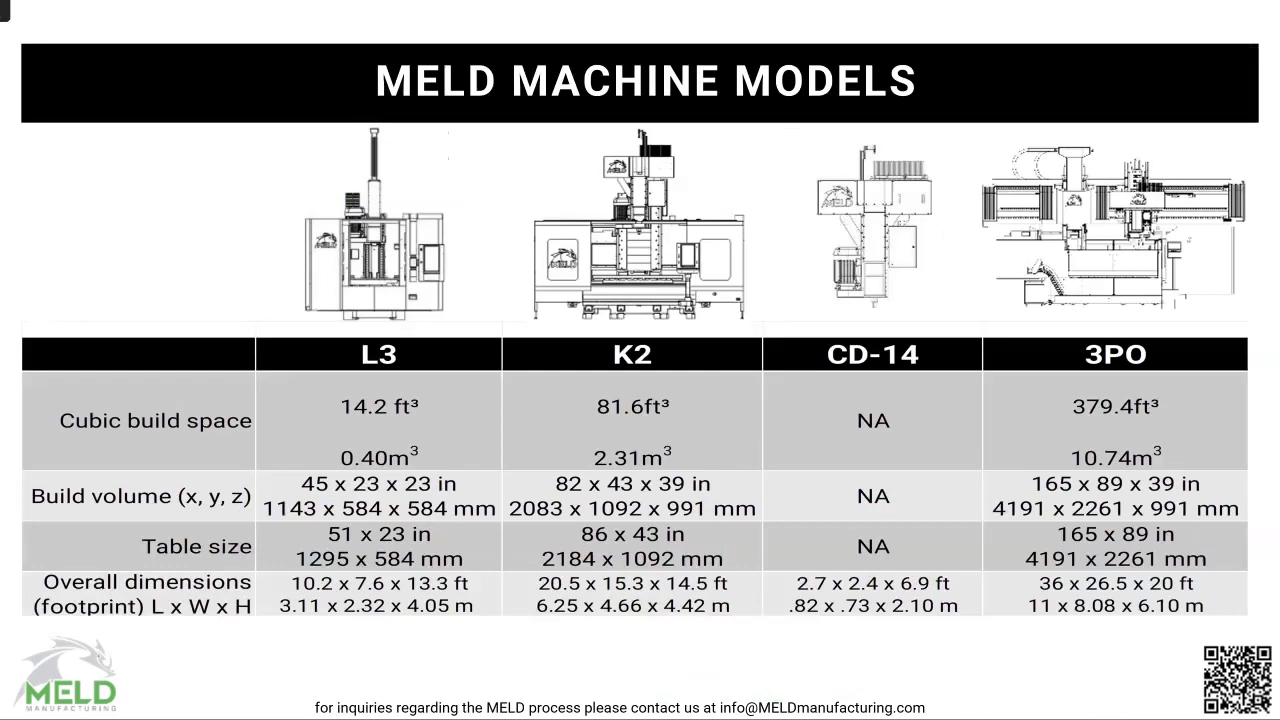 MELD MACHINE MODELS
MELD
MELD
MELD
MELD
MELD
L3 K2 CD-14 3PO
Cubic build space
14.2 ft³ 81.6ft³ NA 379.4ft³
0.40m³ 2.31m³ 10.74m³
Build volume (x, y, z)
45 x 23 x 23 in 82 x 43 x 39 in NA 165 x 89 x 39 in
1143 x 584 x 584 mm 2083 x 1092 x 991 mm 4191 x 2261 x 991 mm
Table size
51 x 23 in 86 x 43 in NA 165 x 89 in
1295 x 584 mm 2184 x 1092 mm 4191 x 2261 mm
Overall dimensions 10.2 x 7.6 x 13.3 ft 20.5 x 15.3 x 14.5 ft 2.7 x 2.4 x 6.9 ft 36 x 26.5 x 20 ft
(footprint) L x W x H 3.11 x 2.32 x 4.05 m 6.25 x 4.66 x 4.42 m .82 x .73 x 2.10 m 11 x 8.08 x 6.10 m
MELD
MANUFACTURING
for inquiries regarding the MELD process please contact us at info@MELDmanufacturing.com